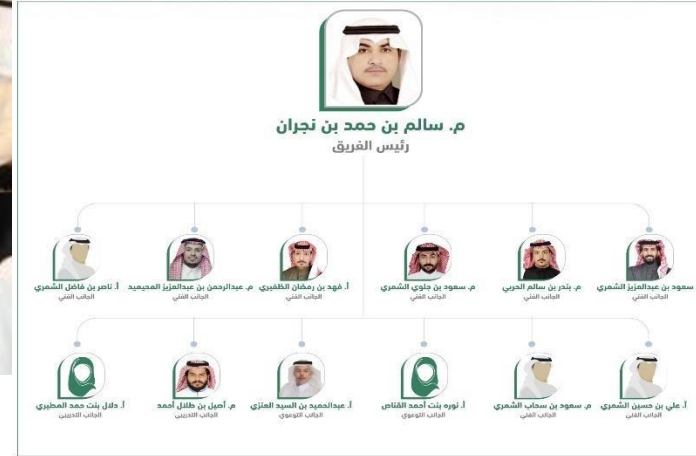 م. سالم بن حمد بن نجران
رئيس الفريق
سعود بن عبدالعزيز الشمري
الجانب الفني
م. بندر بن سالم الحربي
الجانب الفني
م. سعود بن جلوي الشمري
الجانب الفني
أ. فهد بن رمضان الظفيري
الجانب الفني
م. عبدالرحمن بن عبدالعزيز المحيميد
الجانب الفني
أ. ناصر بن فاضل الشمري
الجانب الفني
أ. علي بن حسين الشمري
الجانب الفني
م. سعود بن سحاب الشمري
الجانب الفني
أ. نوره بنت أحمد القناص
الجانب التوعوي
أ. عبدالحميد بن السيد العنزي
الجانب التوعوي
م. أصيل بن طلال أحمد
الجانب التدريبي
أ. دلال بنت حمد المطيري
الجانب التدريبي